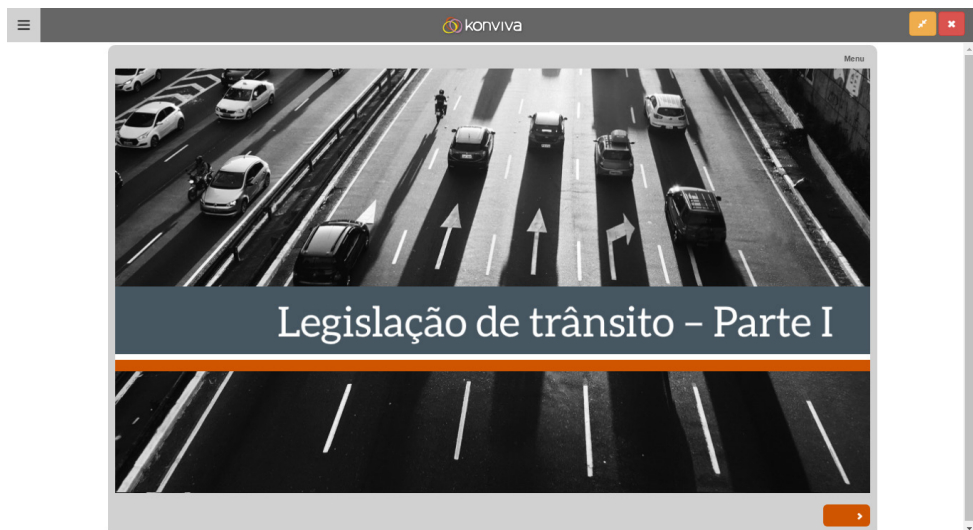 konviva
Menu
Legislação de trânsito – Parte I